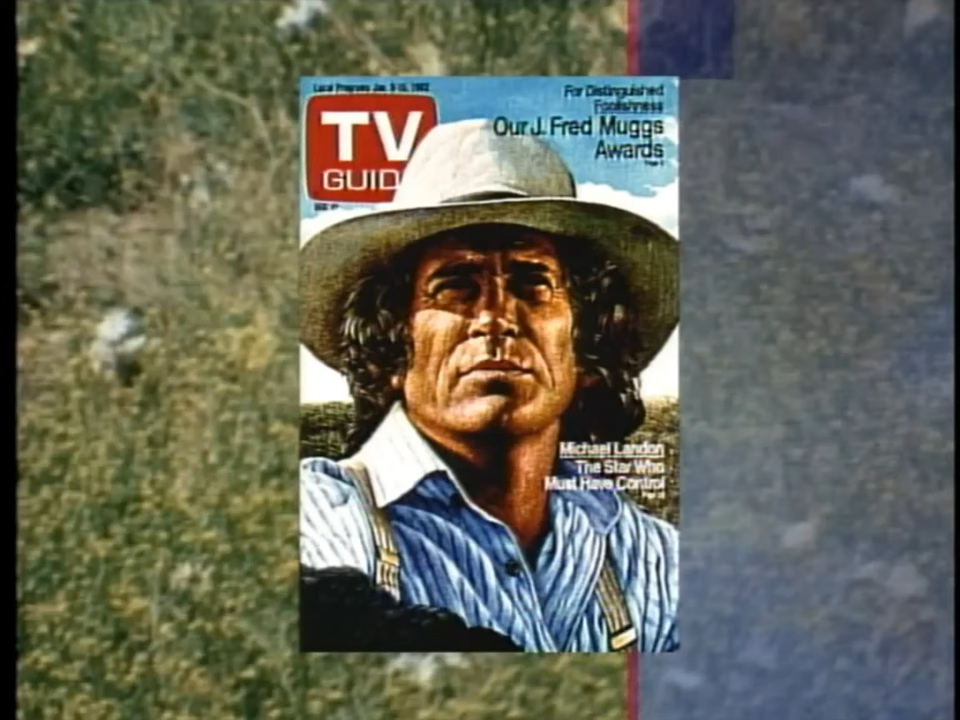 Local Programs Jan. 9-15, 1982
TV
GUID
For Distinguished
Foolishness
Our J. Fred Muggs
Awards
Michael Landon
The Star Who
Must Have Control